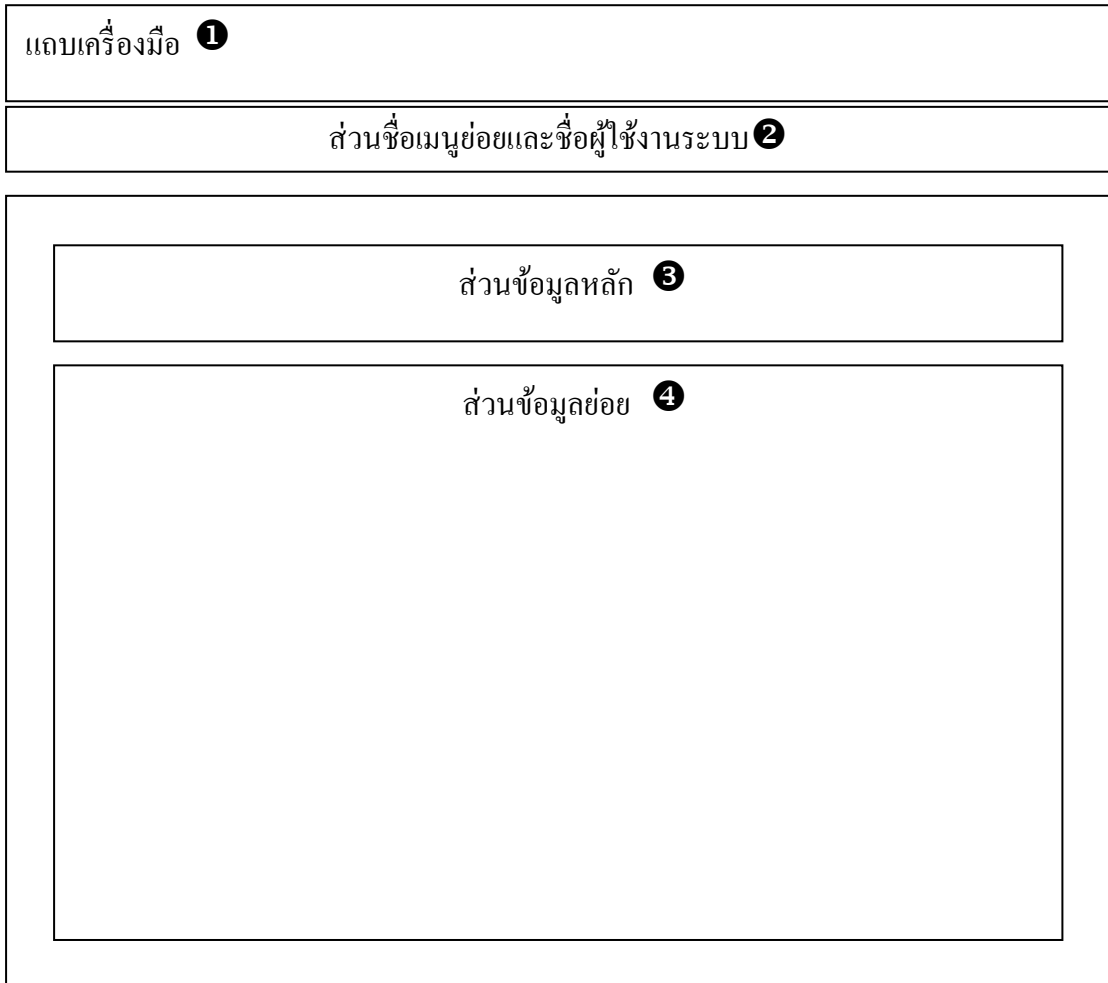 แถบเครื่องมือ ❶
ส่วนชื่อเมนูย่อยและชื่อผู้ใช้งานระบบ❷
ส่วนข้อมูลหลัก ❸
ส่วนข้อมูลย่อย ❹